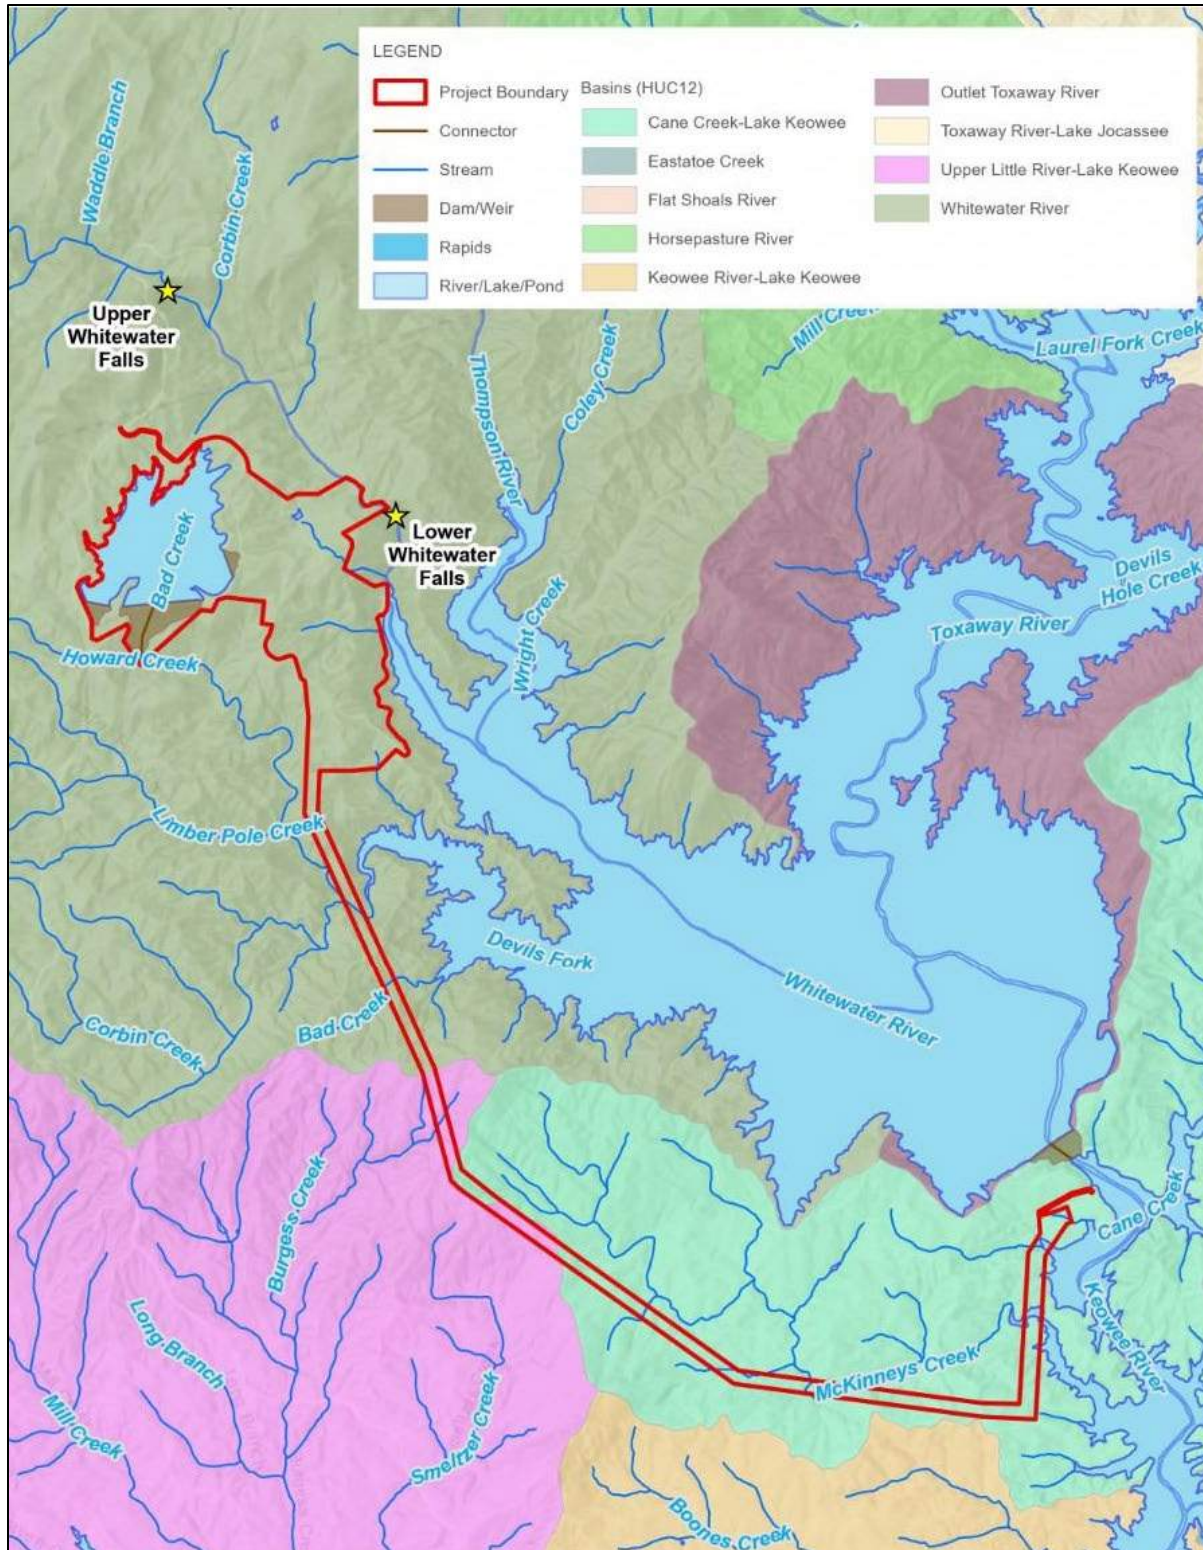 LEGEND
Project Boundary
Connector
Stream
Dam/Weir
Rapids
River/Lake/Pond
Basins (HUC12)
Cane Creek-Lake Keowee
Eastatoe Creek
Flat Shoals River
Horsepasture River
Keowee River-Lake Keowee
Outlet Toxaway River
Toxaway River-Lake Jocassee
Upper Little River-Lake Keowee
Whitewater River
Waddle Branch
Corbin Creek
Upper
Whitewater
Falls
Thompson River
Coley Creek
Mill Creek
Laurel Fork Creek
Bad Creek
Lower
Whitewater
Falls
Devils
Hole Creek
Toxaway River
Wright Creek
Howard Creek
Limber Pole Creek
Devils Fork
Whitewater River
Bad Creek
Corbin Creek
Burgess Creek
Cane Creek
Keowee River
Long Branch
McKinneys Creek
Mill Creek
Smeltzer Creek
Boones Creek